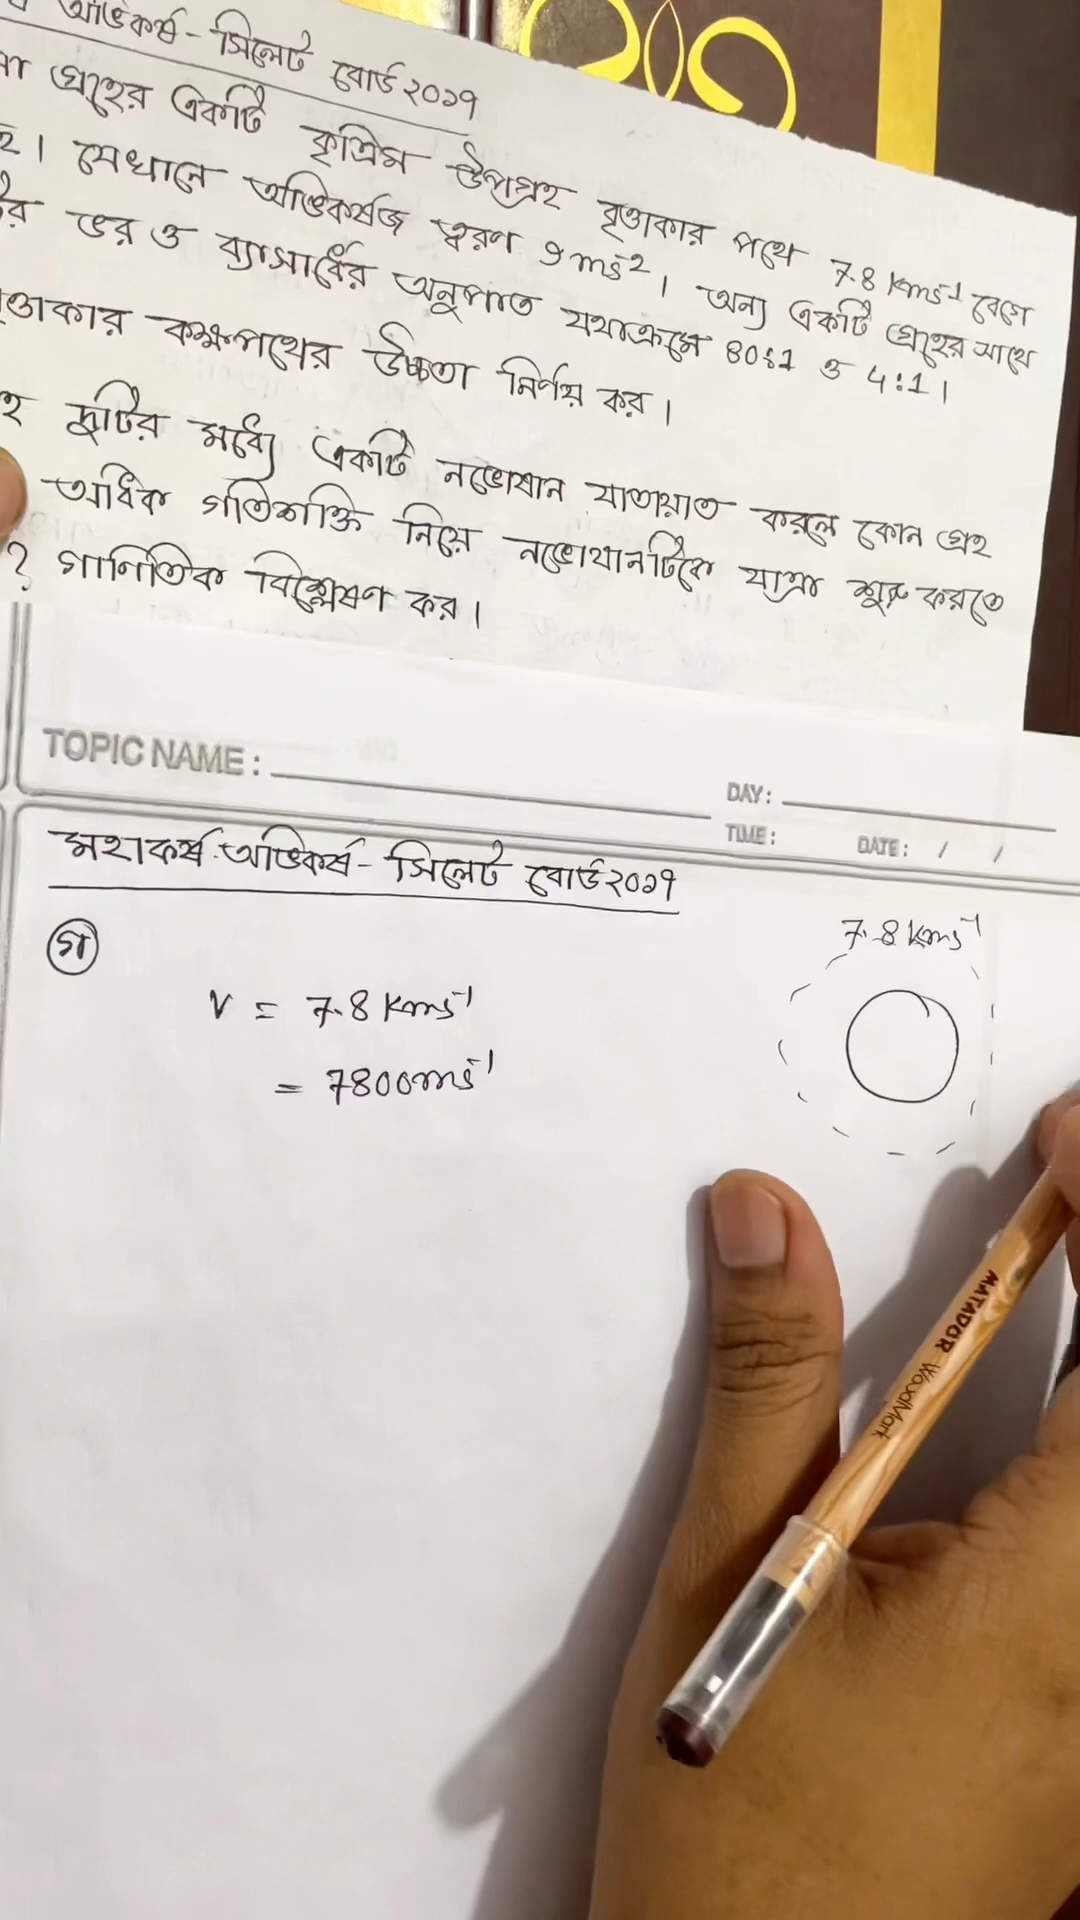 অভিকর্ষ - সিলেট বোর্ড ২০১৭
গ্রহের একটি কৃত্রিম উপগ্রহ বৃত্তাকার পথে 7.8 Kms⁻¹ বেগে
। যেখানে অভিকর্ষজ ত্বরণ 9 ms⁻²। অন্য একটি গ্রহের সাথে
ভর ও ব্যাসার্ধের অনুপাত যথাক্রমে 80:1 ও 4:1।
কক্ষপথের উচ্চতা নির্ণয় কর।
দুটির মধ্যে একটি নভোযান যাতায়াত করলে কোন গ্রহ
অধিক গতিশক্তি নিয়ে নভোযানটিকে যাত্রা শুরু করতে
? গাণিতিক বিশ্লেষণ কর।
TOPIC NAME :
DAY :
TIME :
DATE : / /
মহাকর্ষ অভিকর্ষ - সিলেট বোর্ড ২০১৭
গ
7.8 Kms⁻¹
v = 7.8 Kms⁻¹
= 7800ms⁻¹
MATADOR WoodMark